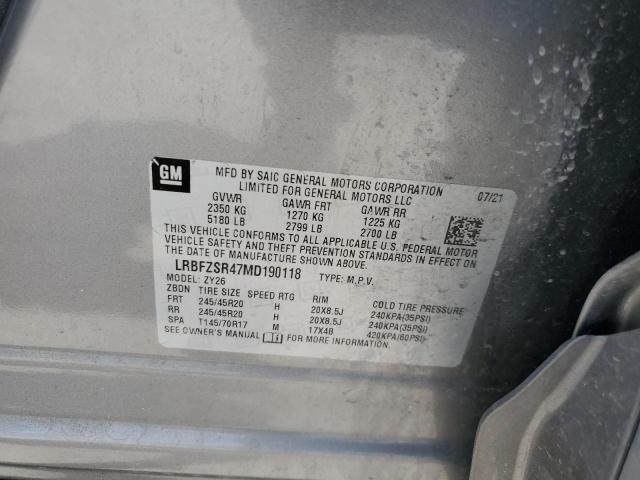 GM
MFD BY SAIC GENERAL MOTORS CORPORATION 07/21
LIMITED FOR GENERAL MOTORS LLC
GVWR GAWR FRT GAWR RR
2350 KG 1270 KG 1225 KG
5180 LB 2799 LB 2700 LB
THIS VEHICLE CONFORMS TO ALL APPLICABLE U.S. FEDERAL MOTOR
VEHICLE SAFETY AND THEFT PREVENTION STANDARDS IN EFFECT ON
THE DATE OF MANUFACTURE SHOWN ABOVE.
LRBFZSR47MD190118 TYPE: M.P.V.
MODEL: ZY26
ZBDN TIRE SIZE SPEED RTG RIM COLD TIRE PRESSURE
FRT 245/45R20 H 20X8.5J 240KPA(35PSI)
RR 245/45R20 H 20X8.5J 240KPA(35PSI)
SPA T145/70R17 M 17X4B 420KPA(60PSI)
SEE OWNER'S MANUAL FOR MORE INFORMATION.